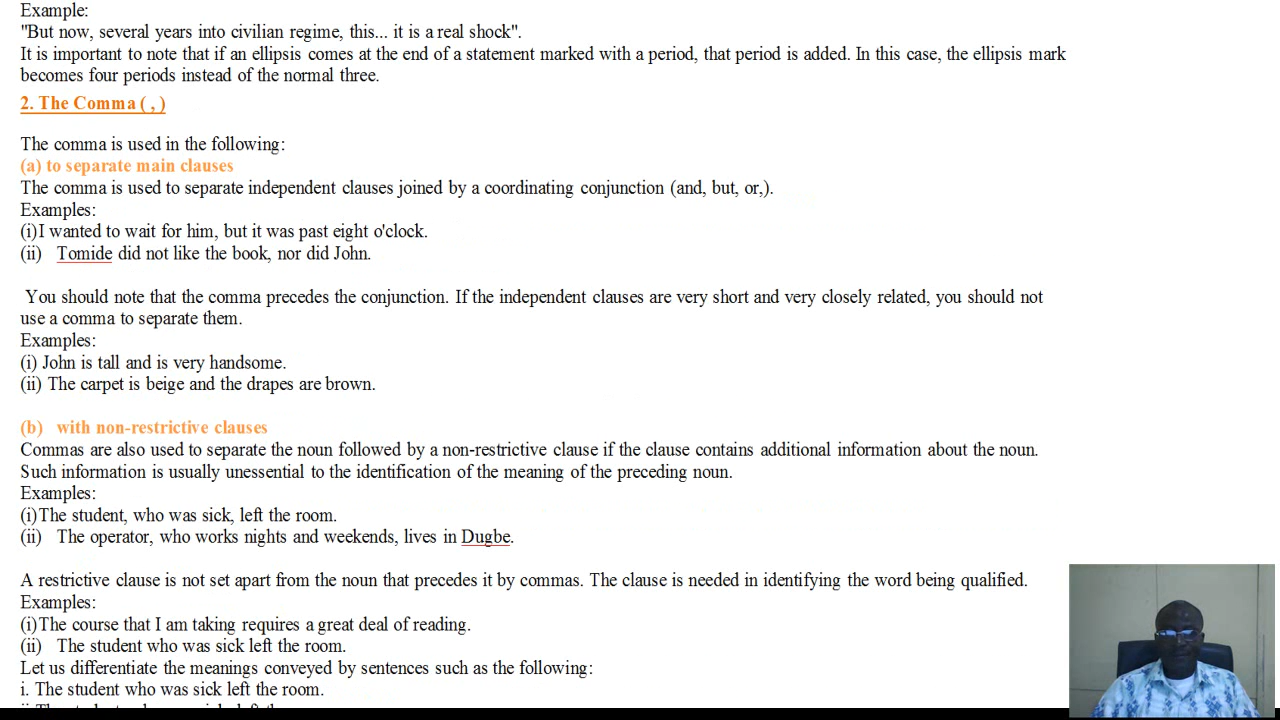 Example:
"But now, several years into civilian regime, this... it is a real shock".
It is important to note that if an ellipsis comes at the end of a statement marked with a period, that period is added. In this case, the ellipsis mark
becomes four periods instead of the normal three.
2. The Comma ( , )
The comma is used in the following:
(a) to separate main clauses
The comma is used to separate independent clauses joined by a coordinating conjunction (and, but, or,).
Examples:
(i)I wanted to wait for him, but it was past eight o'clock.
(ii) Tomide did not like the book, nor did John.
You should note that the comma precedes the conjunction. If the independent clauses are very short and very closely related, you should not
use a comma to separate them.
Examples:
(i) John is tall and is very handsome.
(ii) The carpet is beige and the drapes are brown.
(b) with non-restrictive clauses
Commas are also used to separate the noun followed by a non-restrictive clause if the clause contains additional information about the noun.
Such information is usually unessential to the identification of the meaning of the preceding noun.
Examples:
(i)The student, who was sick, left the room.
(ii) The operator, who works nights and weekends, lives in Dugbe.
A restrictive clause is not set apart from the noun that precedes it by commas. The clause is needed in identifying the word being qualified.
Examples:
(i)The course that I am taking requires a great deal of reading.
(ii) The student who was sick left the room.
Let us differentiate the meanings conveyed by sentences such as the following:
i. The student who was sick left the room.